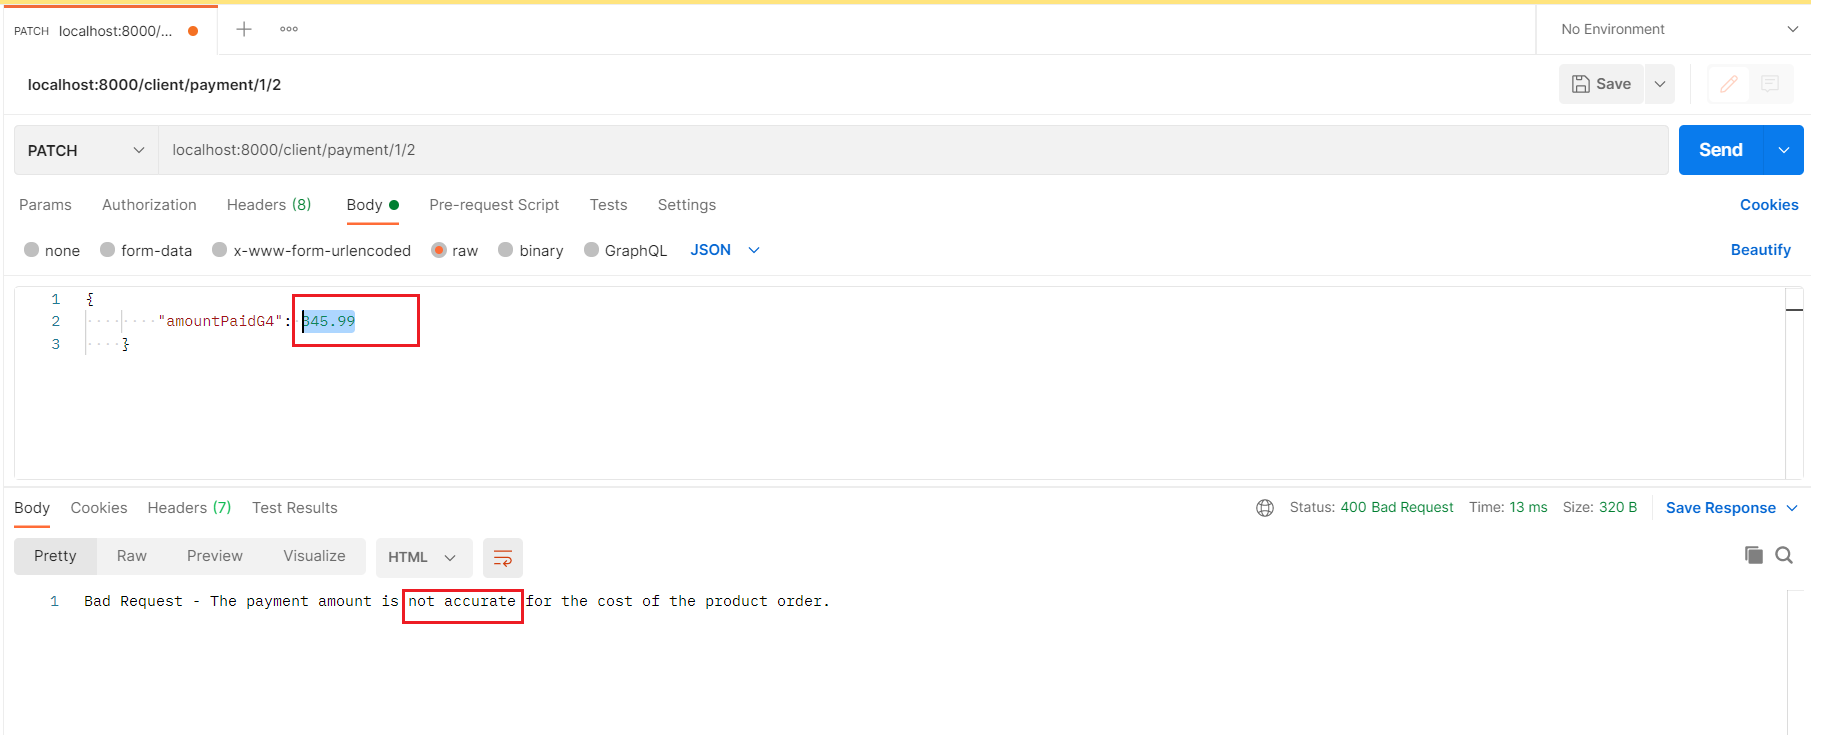 PATCH localhost:8000/... No Environment
localhost:8000/client/payment/1/2 Save
PATCH localhost:8000/client/payment/1/2 Send
Params Authorization Headers (8) Body Pre-request Script Tests Settings Cookies
none form-data x-www-form-urlencoded raw binary GraphQL JSON Beautify
1 {
2 "amountPaidG4": 345.99
3 }
Body Cookies Headers (7) Test Results Status: 400 Bad Request Time: 13 ms Size: 320 B Save Response
Pretty Raw Preview Visualize HTML
1 Bad Request - The payment amount is not accurate for the cost of the product order.